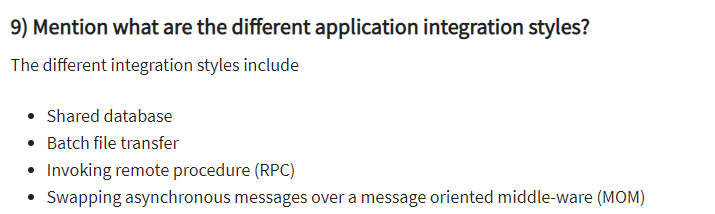 9) Mention what are the different application integration styles?
The different integration styles include
• Shared database
• Batch file transfer
• Invoking remote procedure (RPC)
• Swapping asynchronous messages over a message oriented middle-ware (MOM)